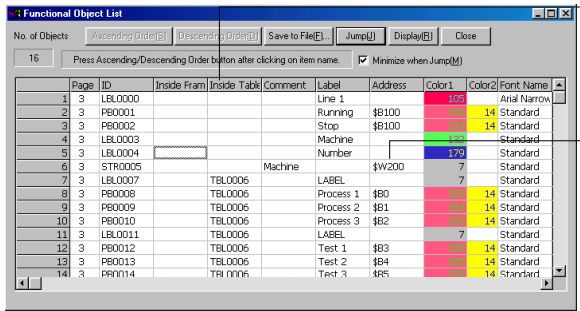 Functional Object List
No. of Objects Ascending Order(S) Descending Order(D) Save to File(F)... Jump(J) Display(R) Close
16 Press Ascending/Descending Order button after clicking on item name. Minimize when Jump(M)
Page ID Inside Fram Inside Table Comment Label Address Color1 Color2 Font Name
1 3 LBL0000 Line 1 105 Arial Narrow
2 3 PB0001 Running $B100 14 Standard
3 3 PB0002 Stop $B100 14 Standard
4 3 LBL0003 Machine Standard
5 3 LBL0004 Number 179 Standard
6 3 STR0005 Machine $W200 7 Standard
7 3 LBL0007 TBL0006 LABEL 7 Standard
8 3 PB0008 TBL0006 Process 1 $B0 14 Standard
9 3 PB0009 TBL0006 Process 2 $B1 14 Standard
10 3 PB0010 TBL0006 Process 3 $B2 14 Standard
11 3 LBL0011 TBL0006 LABEL 7 Standard
12 3 PB0012 TBL0006 Test 1 $B3 14 Standard
13 3 PB0013 TBL0006 Test 2 $B4 14 Standard
14 3 PB0014 TBL0006 Test 3 $B5 14 Standard